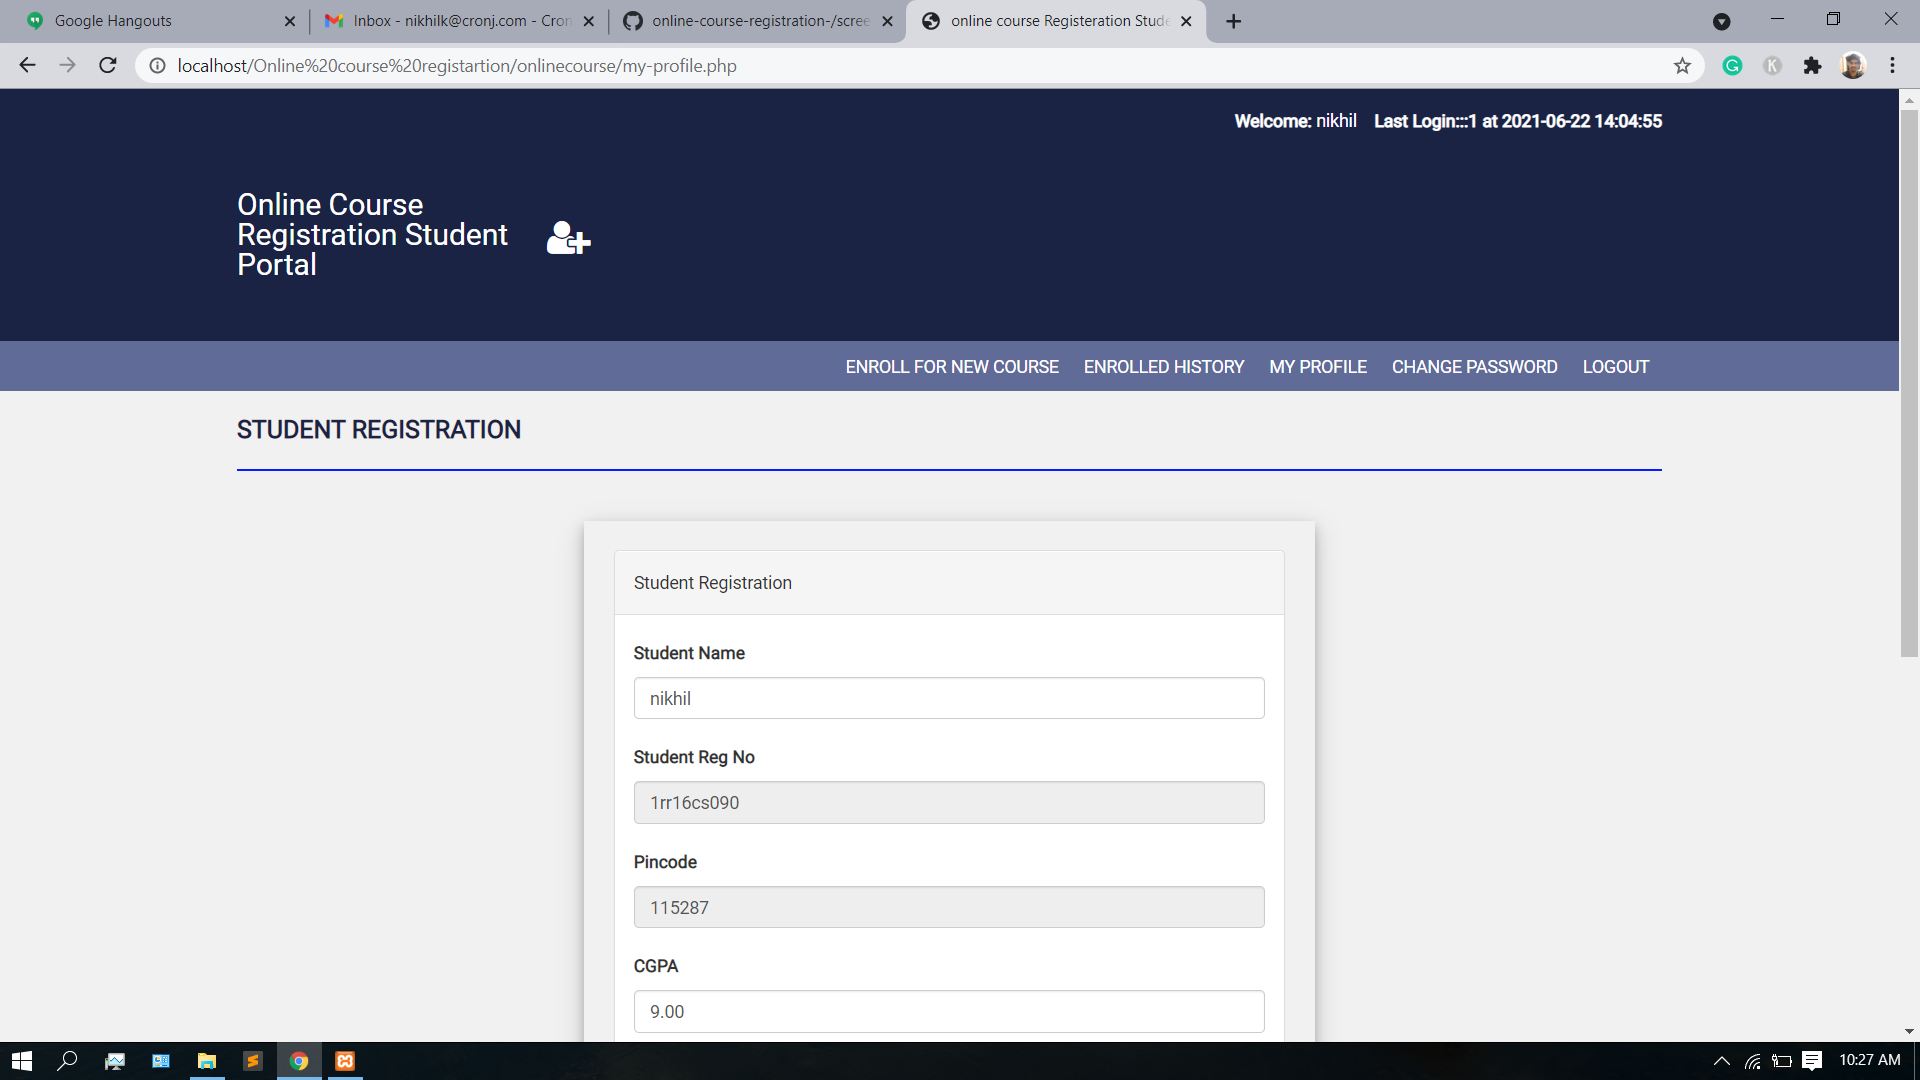 Google Hangouts
Inbox - nikhilk@cronj.com - Cron
online-course-registration-/scree
online course Registeration Stude
localhost/Online%20course%20registartion/onlinecourse/my-profile.php
Welcome: nikhil Last Login:::1 at 2021-06-22 14:04:55
Online Course
Registration Student
Portal
ENROLL FOR NEW COURSE ENROLLED HISTORY MY PROFILE CHANGE PASSWORD LOGOUT
STUDENT REGISTRATION
Student Registration
Student Name
nikhil
Student Reg No
1rr16cs090
Pincode
115287
CGPA
9.00
10:27 AM